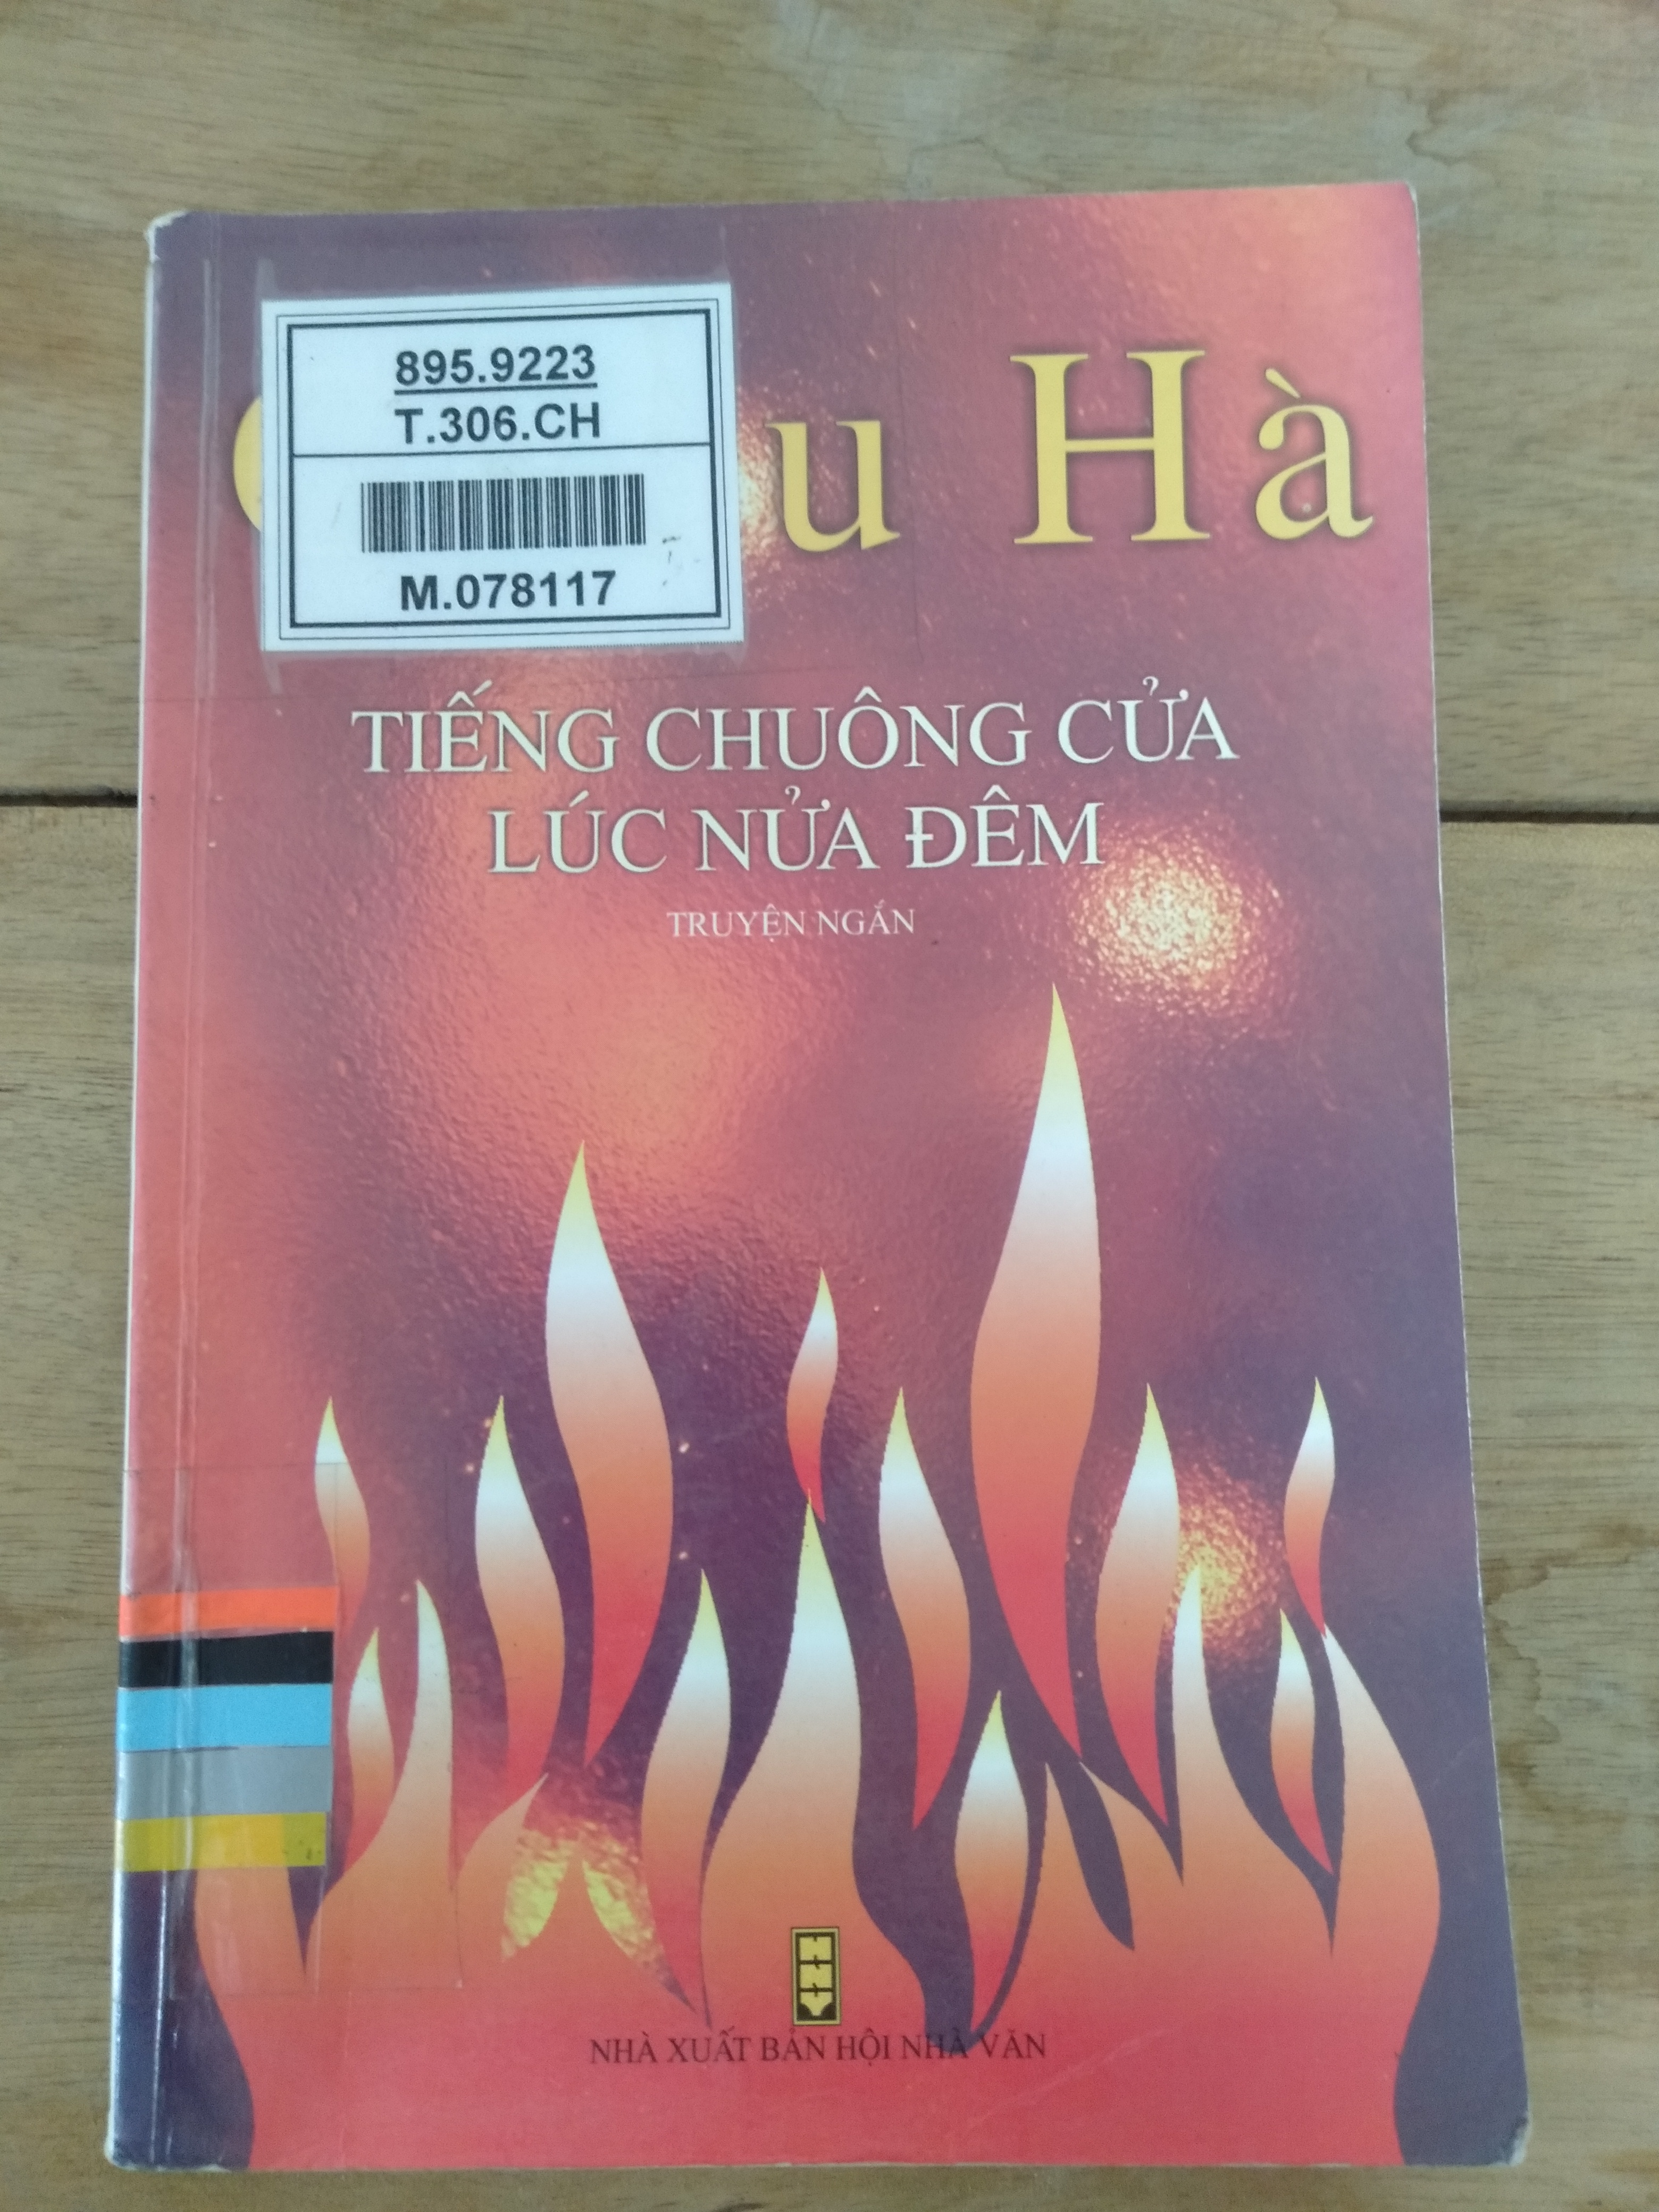 895.9223
T.306.CH
M.078117
u Hà
TIẾNG CHUÔNG CỬA
LÚC NỬA ĐÊM
TRUYỆN NGẮN
NHÀ XUẤT BẢN HỘI NHÀ VĂN